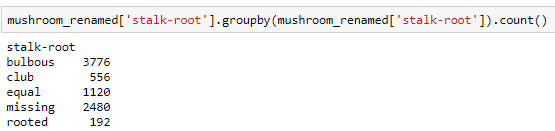 mushroom_renamed['stalk-root'].groupby(mushroom_renamed['stalk-root']).count()
stalk-root
bulbous    3776
club        556
equal      1120
missing    2480
rooted      192